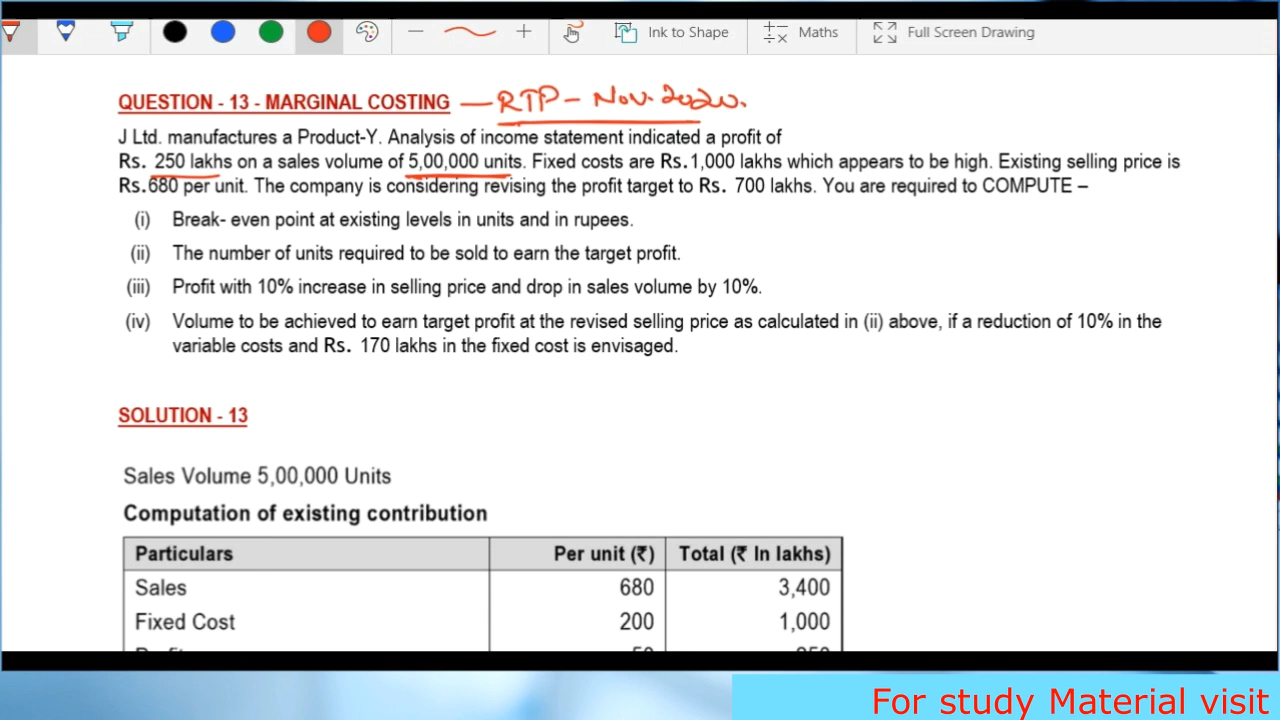 Ink to Shape
Maths
Full Screen Drawing
QUESTION - 13 - MARGINAL COSTING — RTP - Nov. 2020.
J Ltd. manufactures a Product-Y. Analysis of income statement indicated a profit of
Rs. 250 lakhs on a sales volume of 5,00,000 units. Fixed costs are Rs.1,000 lakhs which appears to be high. Existing selling price is
Rs.680 per unit. The company is considering revising the profit target to Rs. 700 lakhs. You are required to COMPUTE –
(i) Break- even point at existing levels in units and in rupees.
(ii) The number of units required to be sold to earn the target profit.
(iii) Profit with 10% increase in selling price and drop in sales volume by 10%.
(iv) Volume to be achieved to earn target profit at the revised selling price as calculated in (ii) above, if a reduction of 10% in the
variable costs and Rs. 170 lakhs in the fixed cost is envisaged.
SOLUTION - 13
Sales Volume 5,00,000 Units
Computation of existing contribution
Particulars Per unit (₹) Total (₹ In lakhs)
Sales 680 3,400
Fixed Cost 200 1,000
For study Material visit